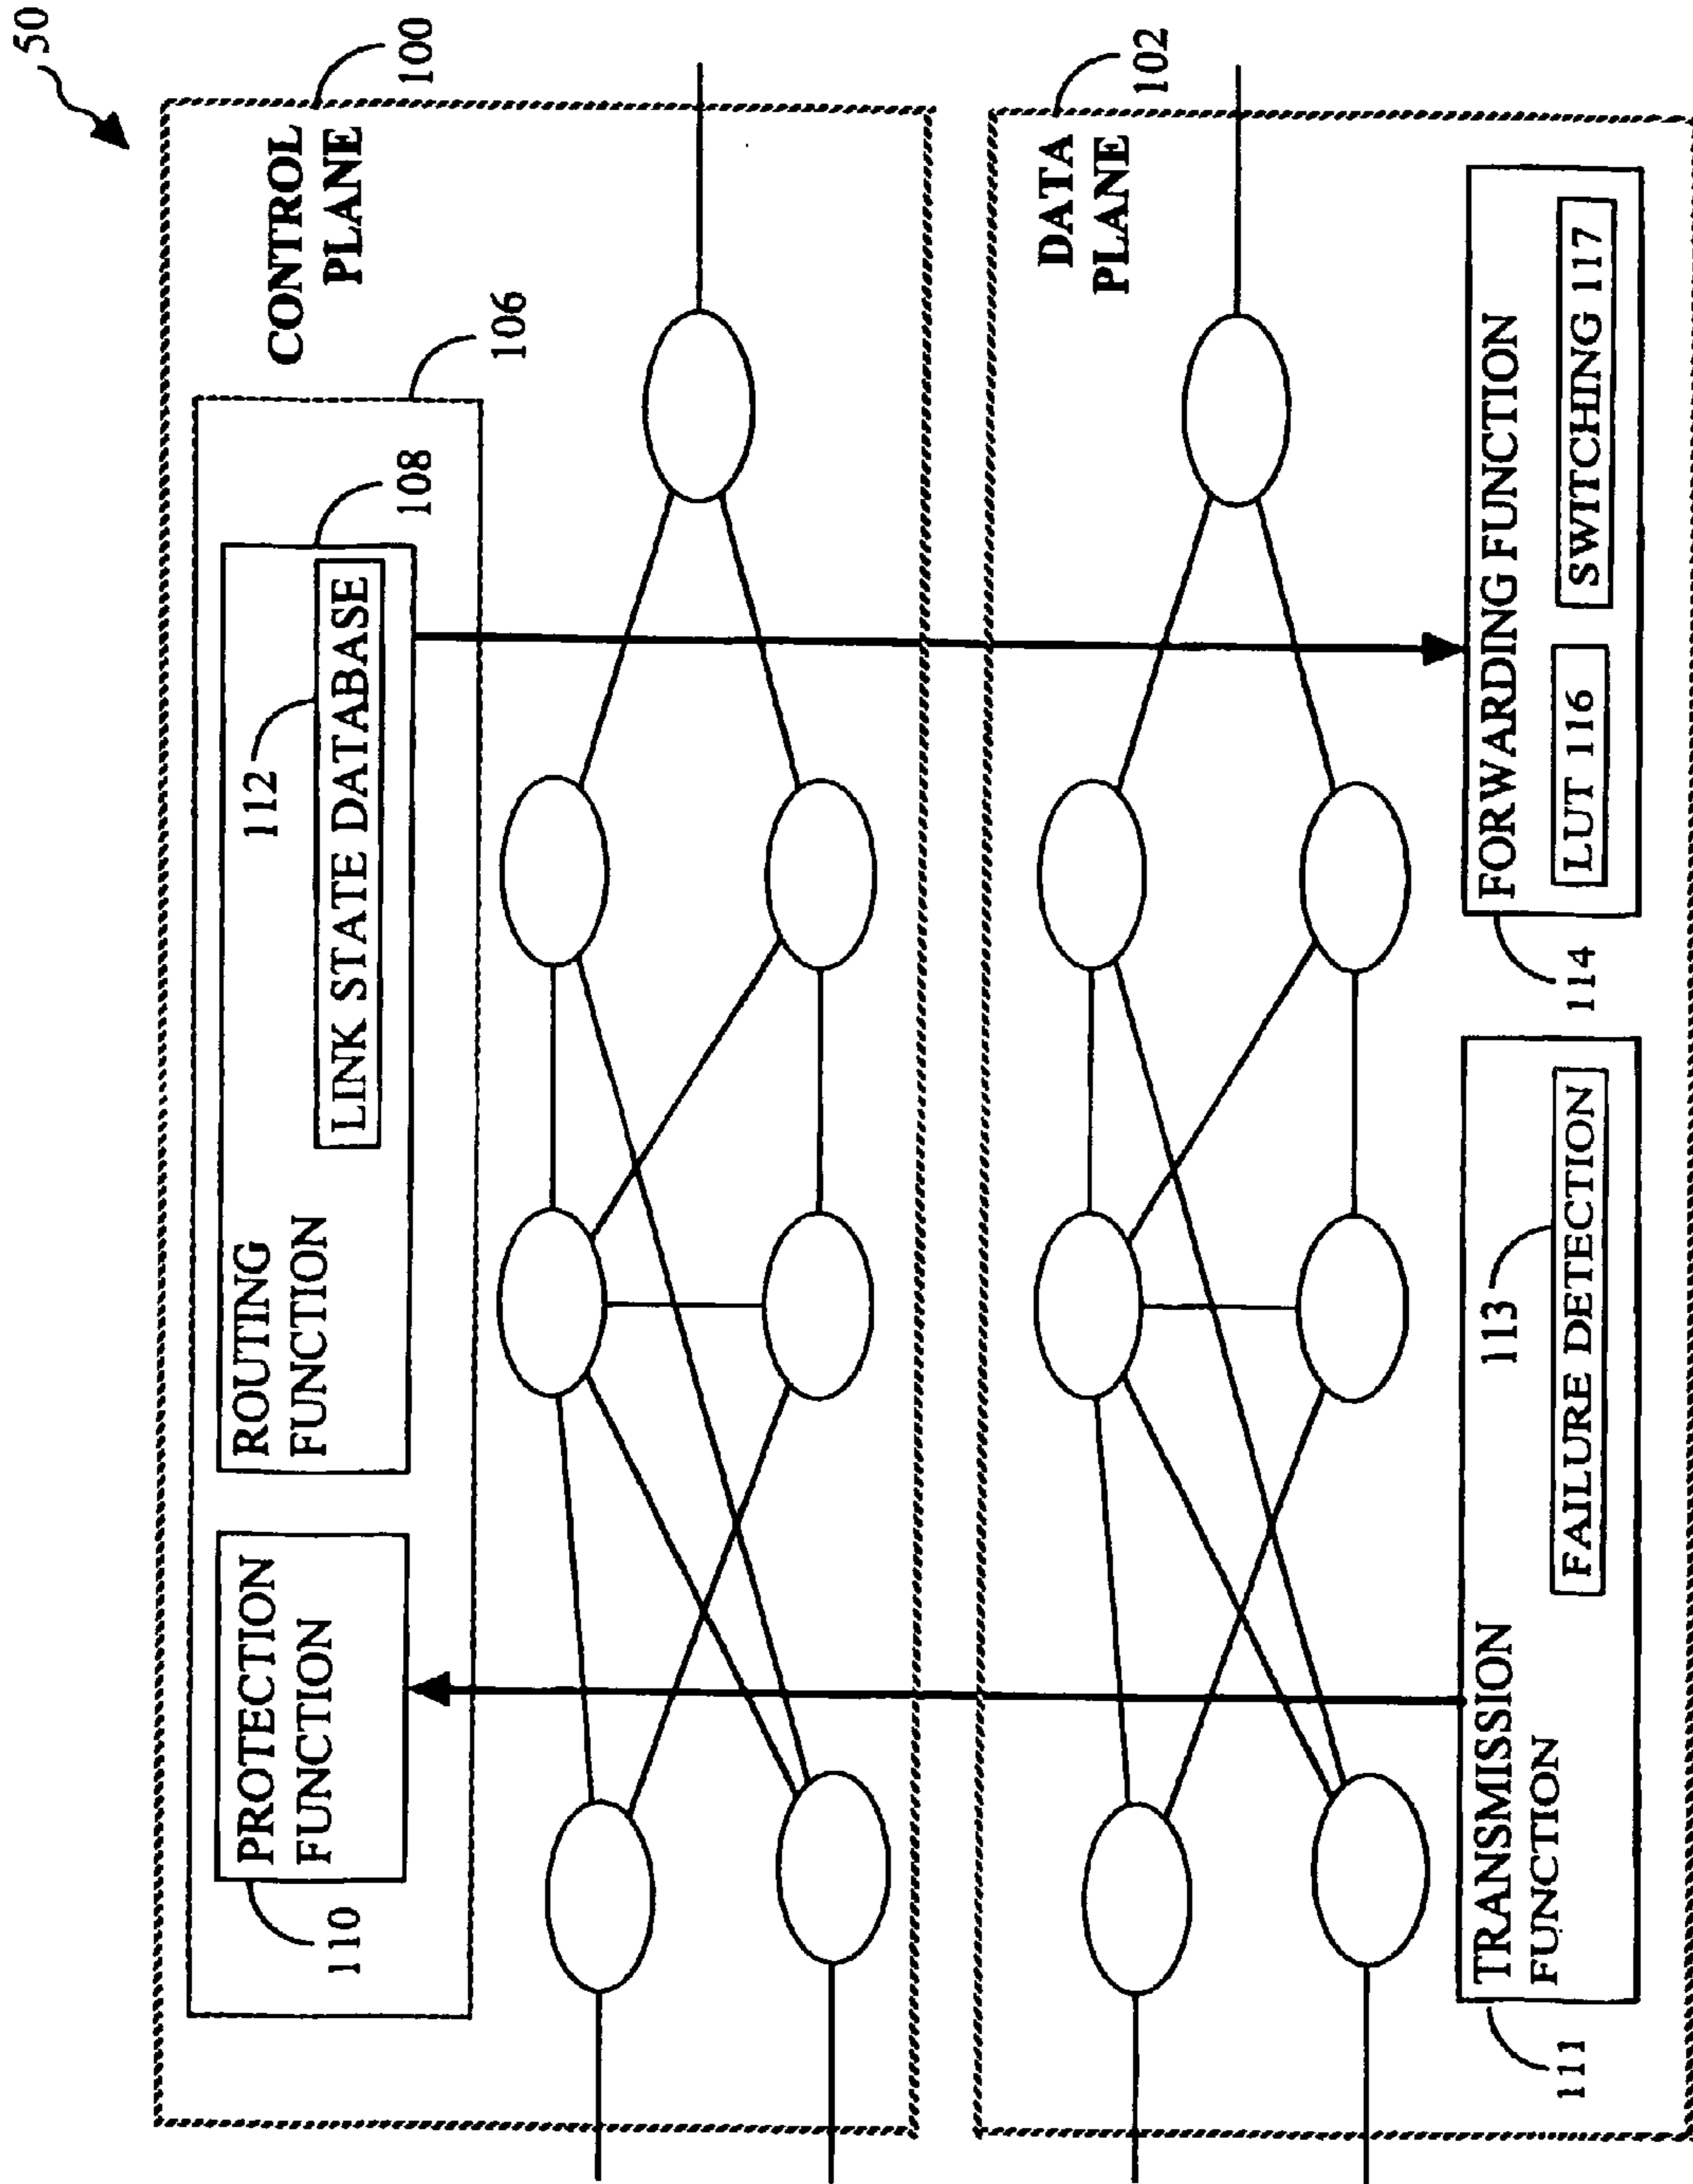 50
100
CONTROL
PLANE
106
108
112
LINK STATE DATABASE
ROUTING
FUNCTION
PROTECTION
FUNCTION
110
102
DATA
PLANE
TRANSMISSION
FUNCTION
113
FAILURE DETECTION
111
FORWARDING FUNCTION
LUT 116
SWITCHING 117
114